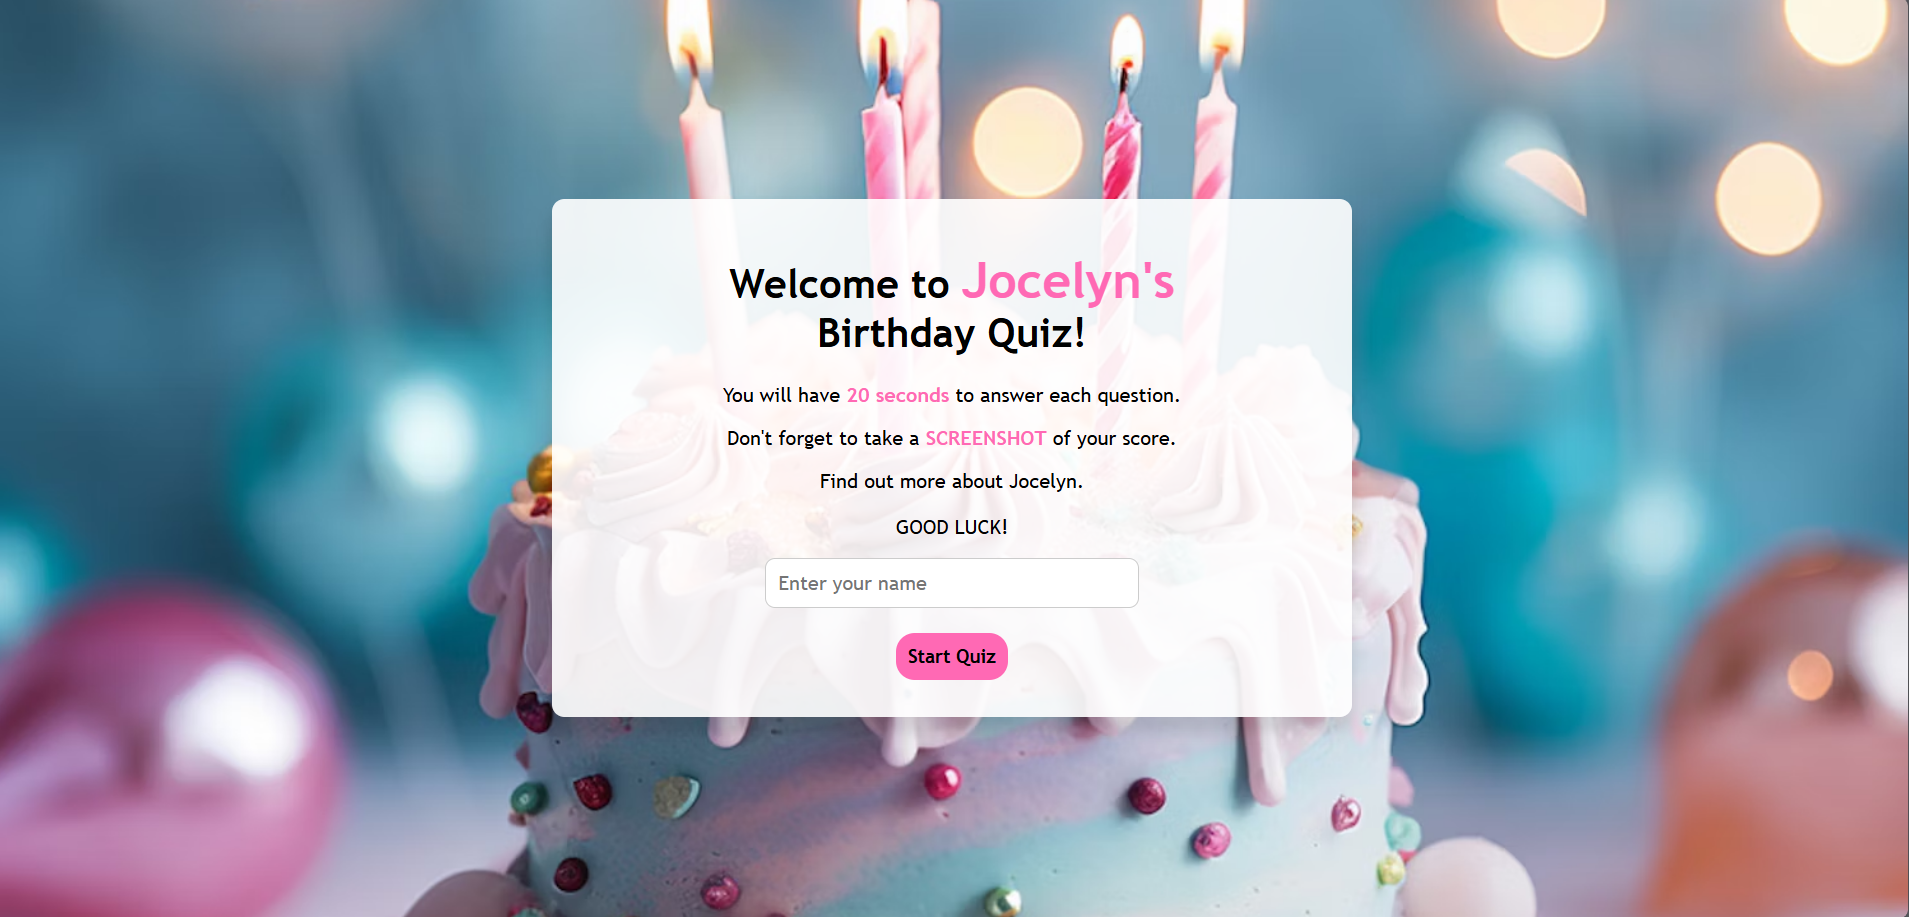 Welcome to Jocelyn's
Birthday Quiz!
You will have 20 seconds to answer each question.
Don't forget to take a SCREENSHOT of your score.
Find out more about Jocelyn.
GOOD LUCK!
Enter your name
Start Quiz